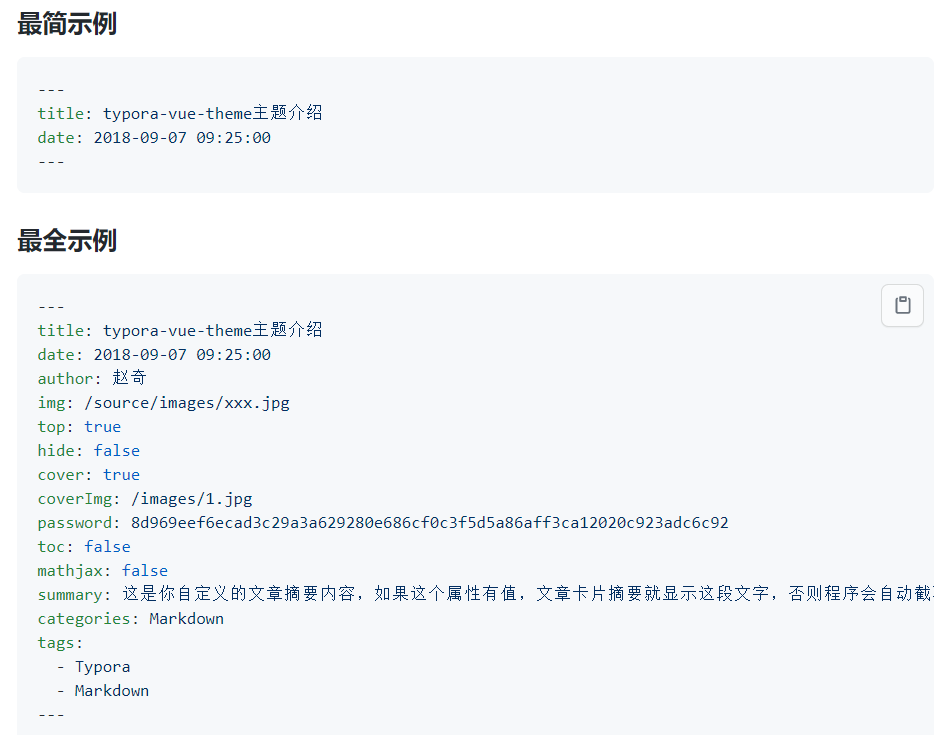 最简示例
---
title: typora-vue-theme主题介绍
date: 2018-09-07 09:25:00
---
最全示例
---
title: typora-vue-theme主题介绍
date: 2018-09-07 09:25:00
author: 赵奇
img: /source/images/xxx.jpg
top: true
hide: false
cover: true
coverImg: /images/1.jpg
password: 8d969eef6ecad3c29a3a629280e686cf0c3f5d5a86aff3ca12020c923adc6c92
toc: false
mathjax: false
summary: 这是你自定义的文章摘要内容，如果这个属性有值，文章卡片摘要就显示这段文字，否则程序会自动截
categories: Markdown
tags:
  - Typora
  - Markdown
---